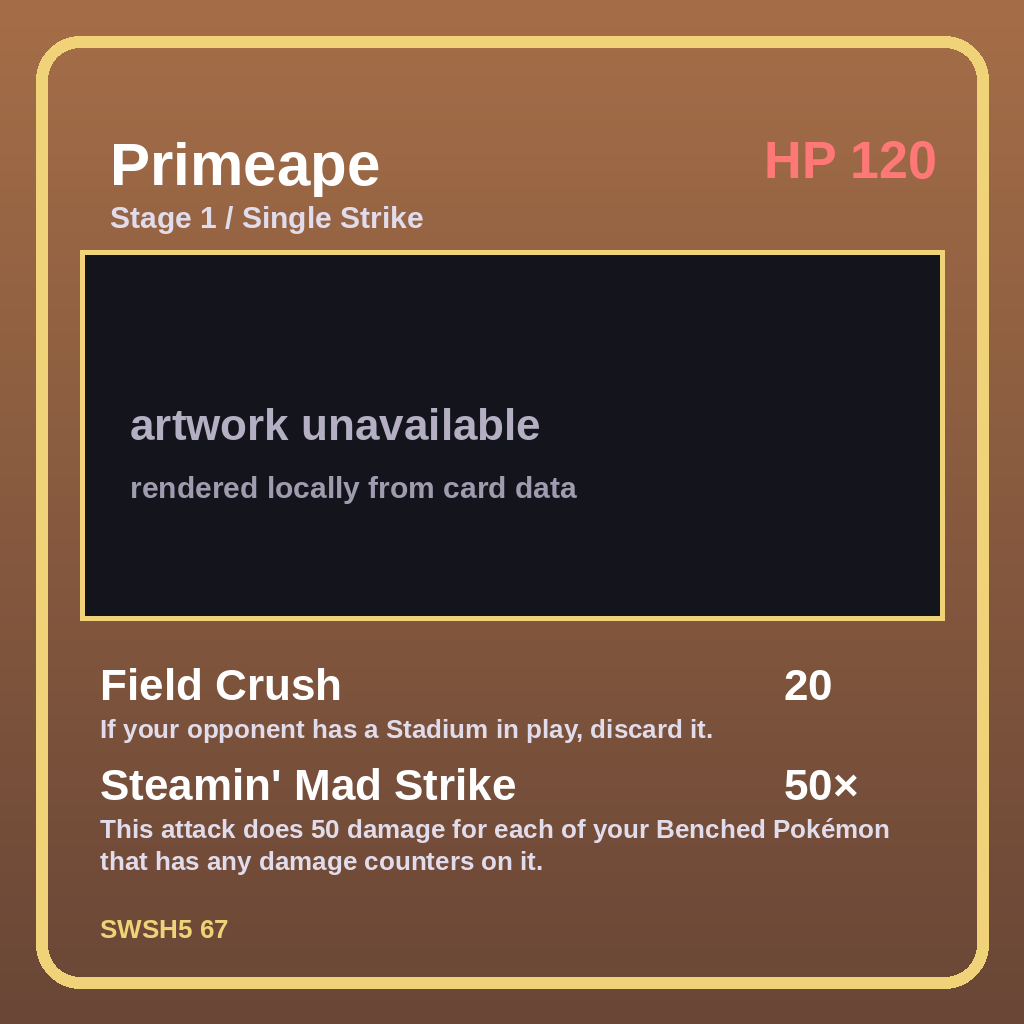 Primeape
HP 120
Stage 1 / Single Strike
artwork unavailable
rendered locally from card data
Field Crush 20
If your opponent has a Stadium in play, discard it.
Steamin' Mad Strike 50×
This attack does 50 damage for each of your Benched Pokémon
that has any damage counters on it.
SWSH5 67